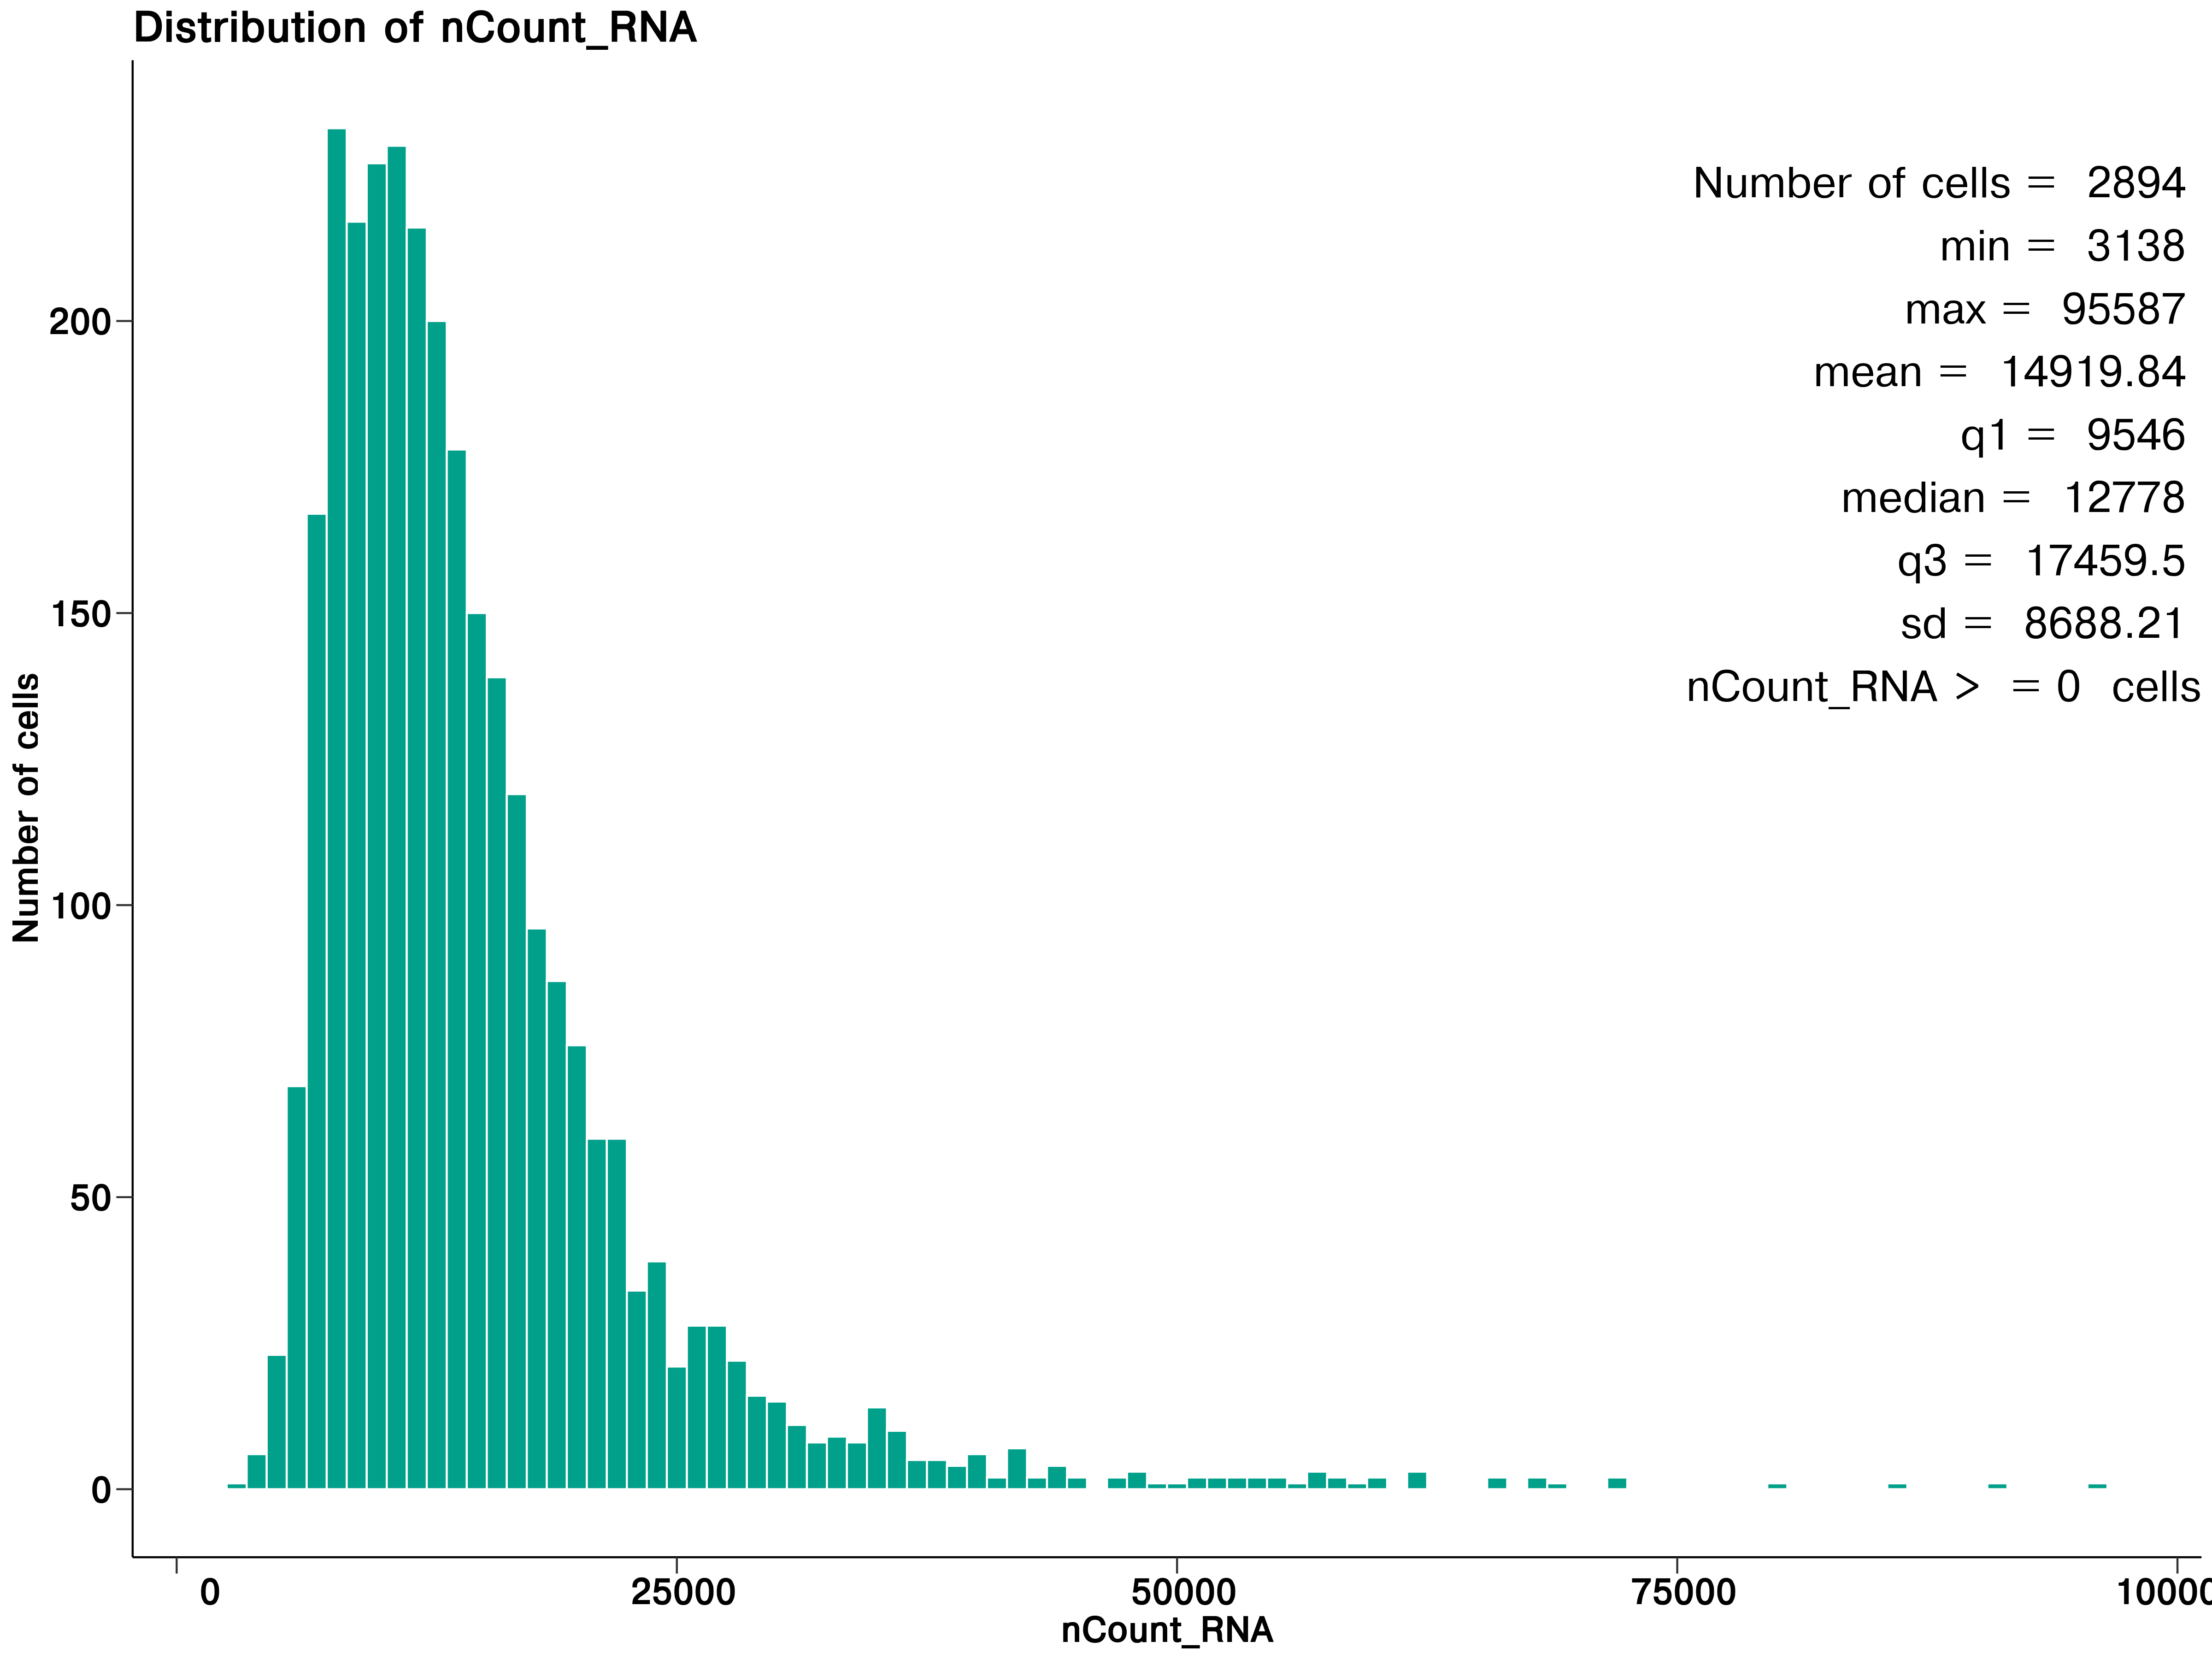 Distribution of nCount_RNA
Number of cells = 2894
min = 3138
max = 95587
mean = 14919.84
q1 = 9546
median = 12778
q3 = 17459.5
sd = 8688.21
nCount_RNA > = 0 cells
Number of cells
200
150
100
50
0
0 25000 50000 75000 10000
nCount_RNA